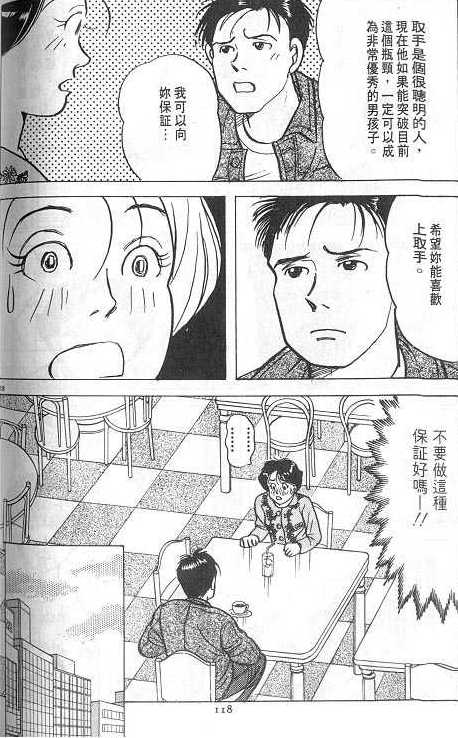 取手是個很聰明的人，
現在他如果能突破目前
這個瓶頸，一定可以成
為非常優秀的男孩子。
我可以向
妳保証…
希望妳能喜歡
上取手。
不要做這種
保証好嗎—!!
………
118